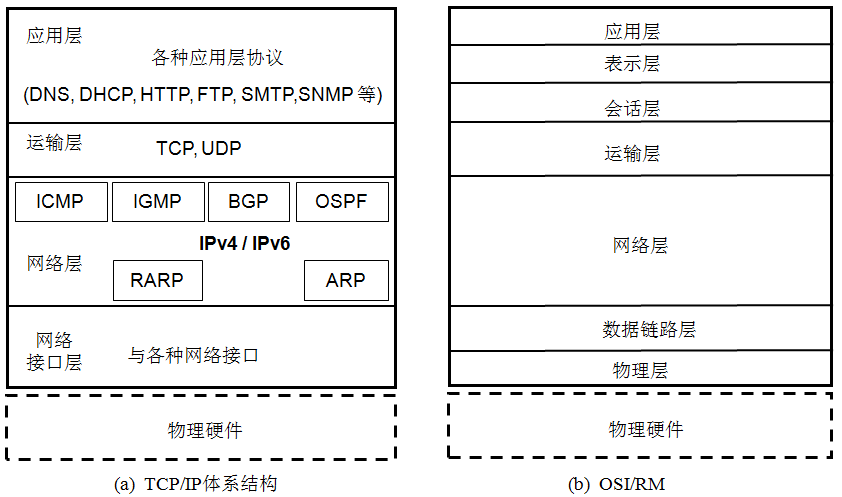 应用层
各种应用层协议
(DNS, DHCP, HTTP, FTP, SMTP,SNMP 等)
运输层
TCP, UDP
ICMP IGMP BGP OSPF
IPv4 / IPv6
网络层
RARP ARP
网络
接口层
与各种网络接口
物理硬件
(a) TCP/IP体系结构
应用层
表示层
会话层
运输层
网络层
数据链路层
物理层
物理硬件
(b) OSI/RM